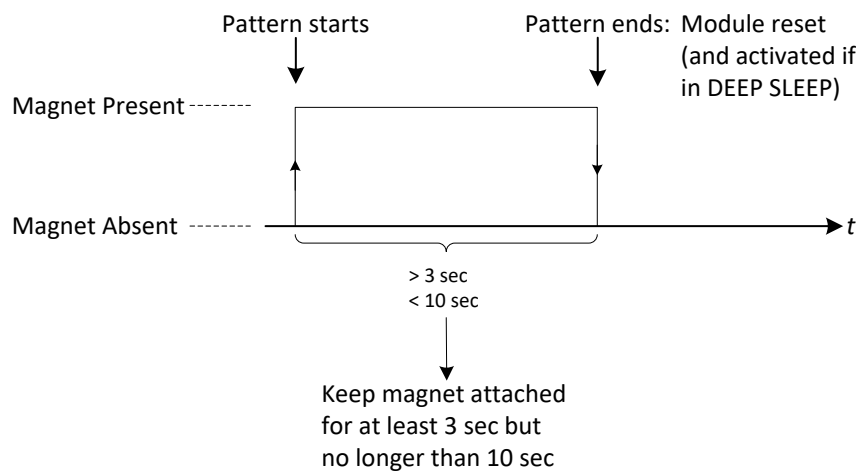 Pattern starts
Pattern ends: Module reset
(and activated if
in DEEP SLEEP)
Magnet Present
Magnet Absent
t
> 3 sec
< 10 sec
Keep magnet attached
for at least 3 sec but
no longer than 10 sec